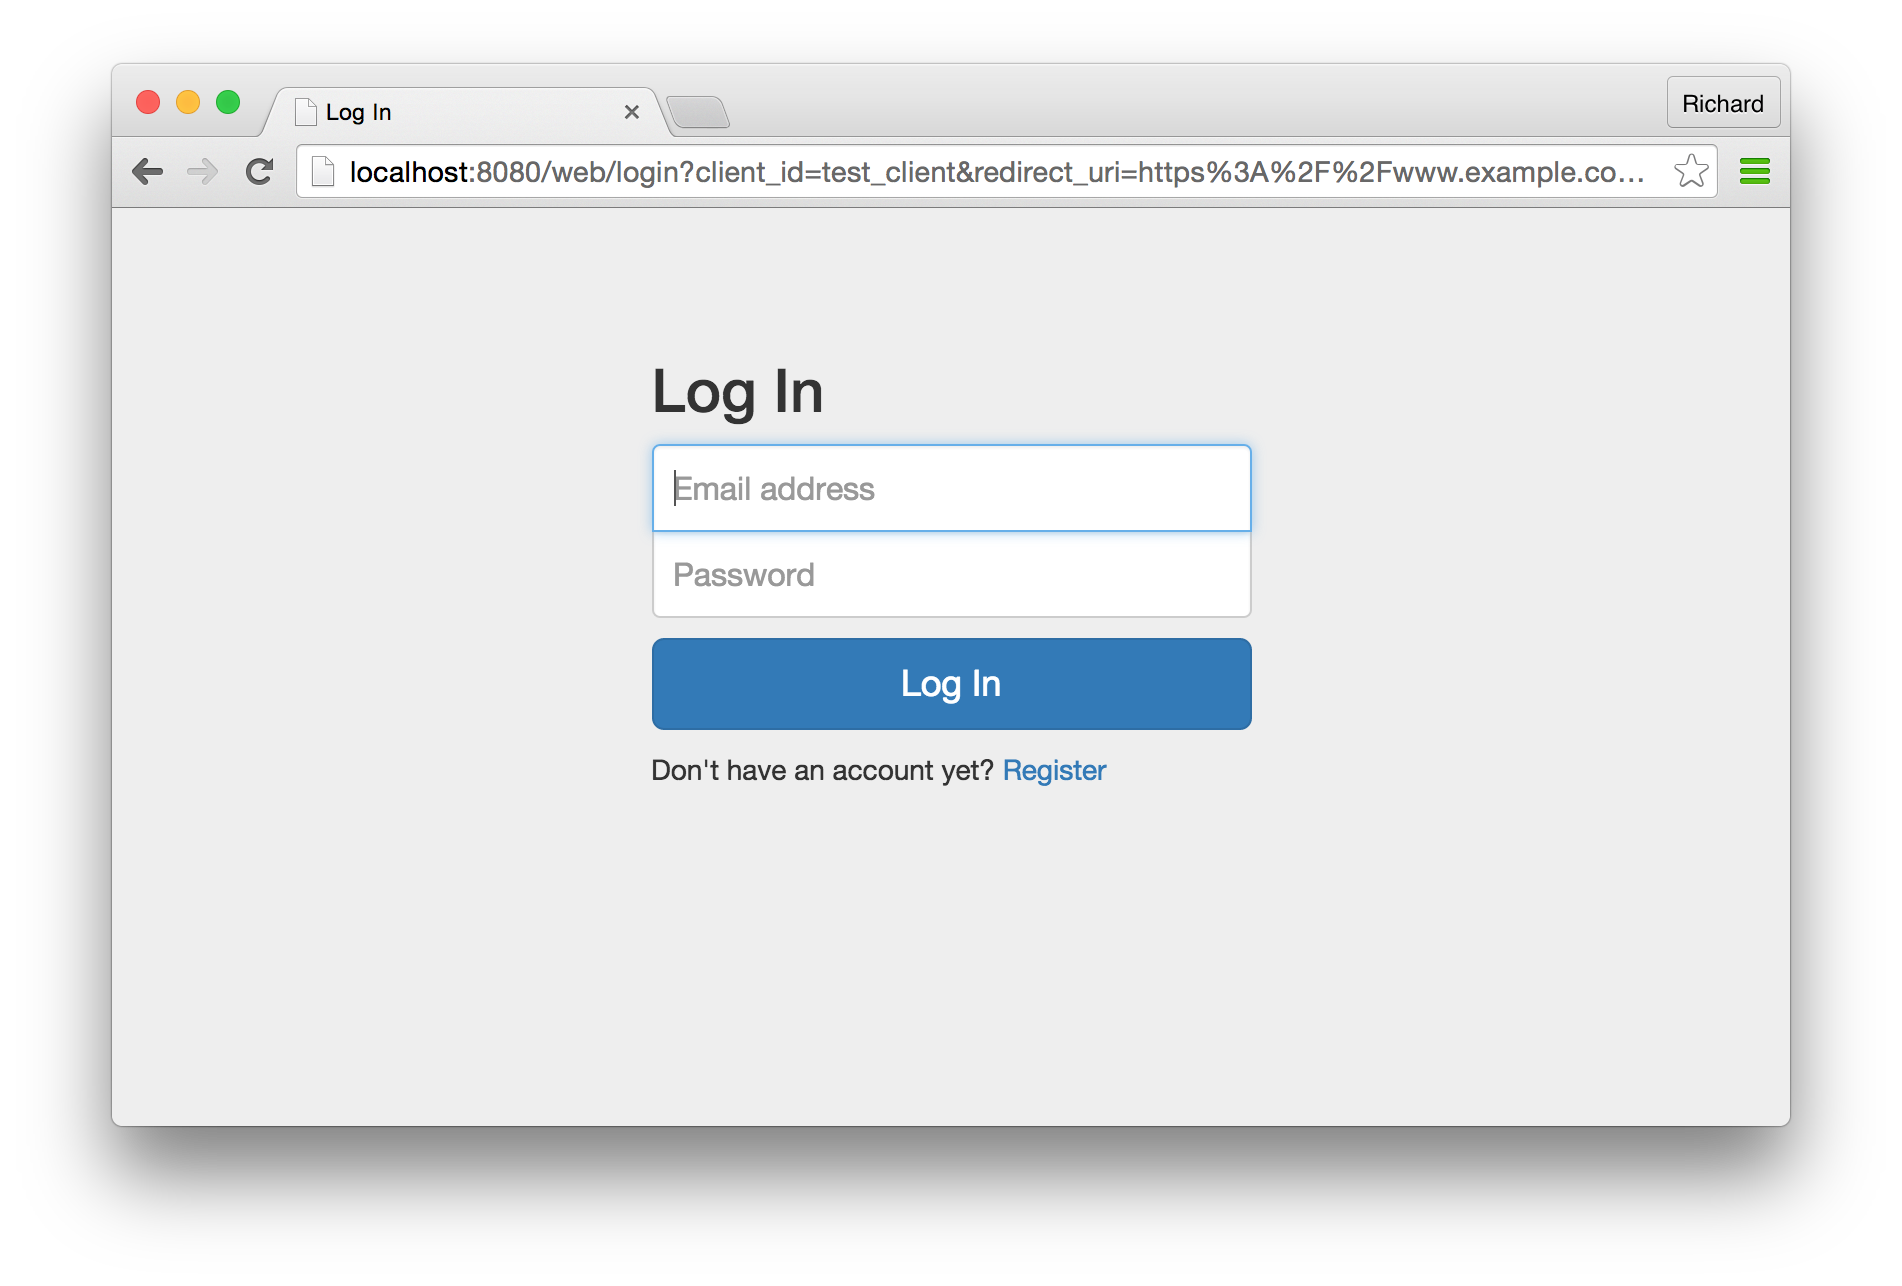 Log In
Richard
localhost:8080/web/login?client_id=test_client&redirect_uri=https%3A%2F%2Fwww.example.co...
Log In
Email address
Password
Log In
Don't have an account yet? Register